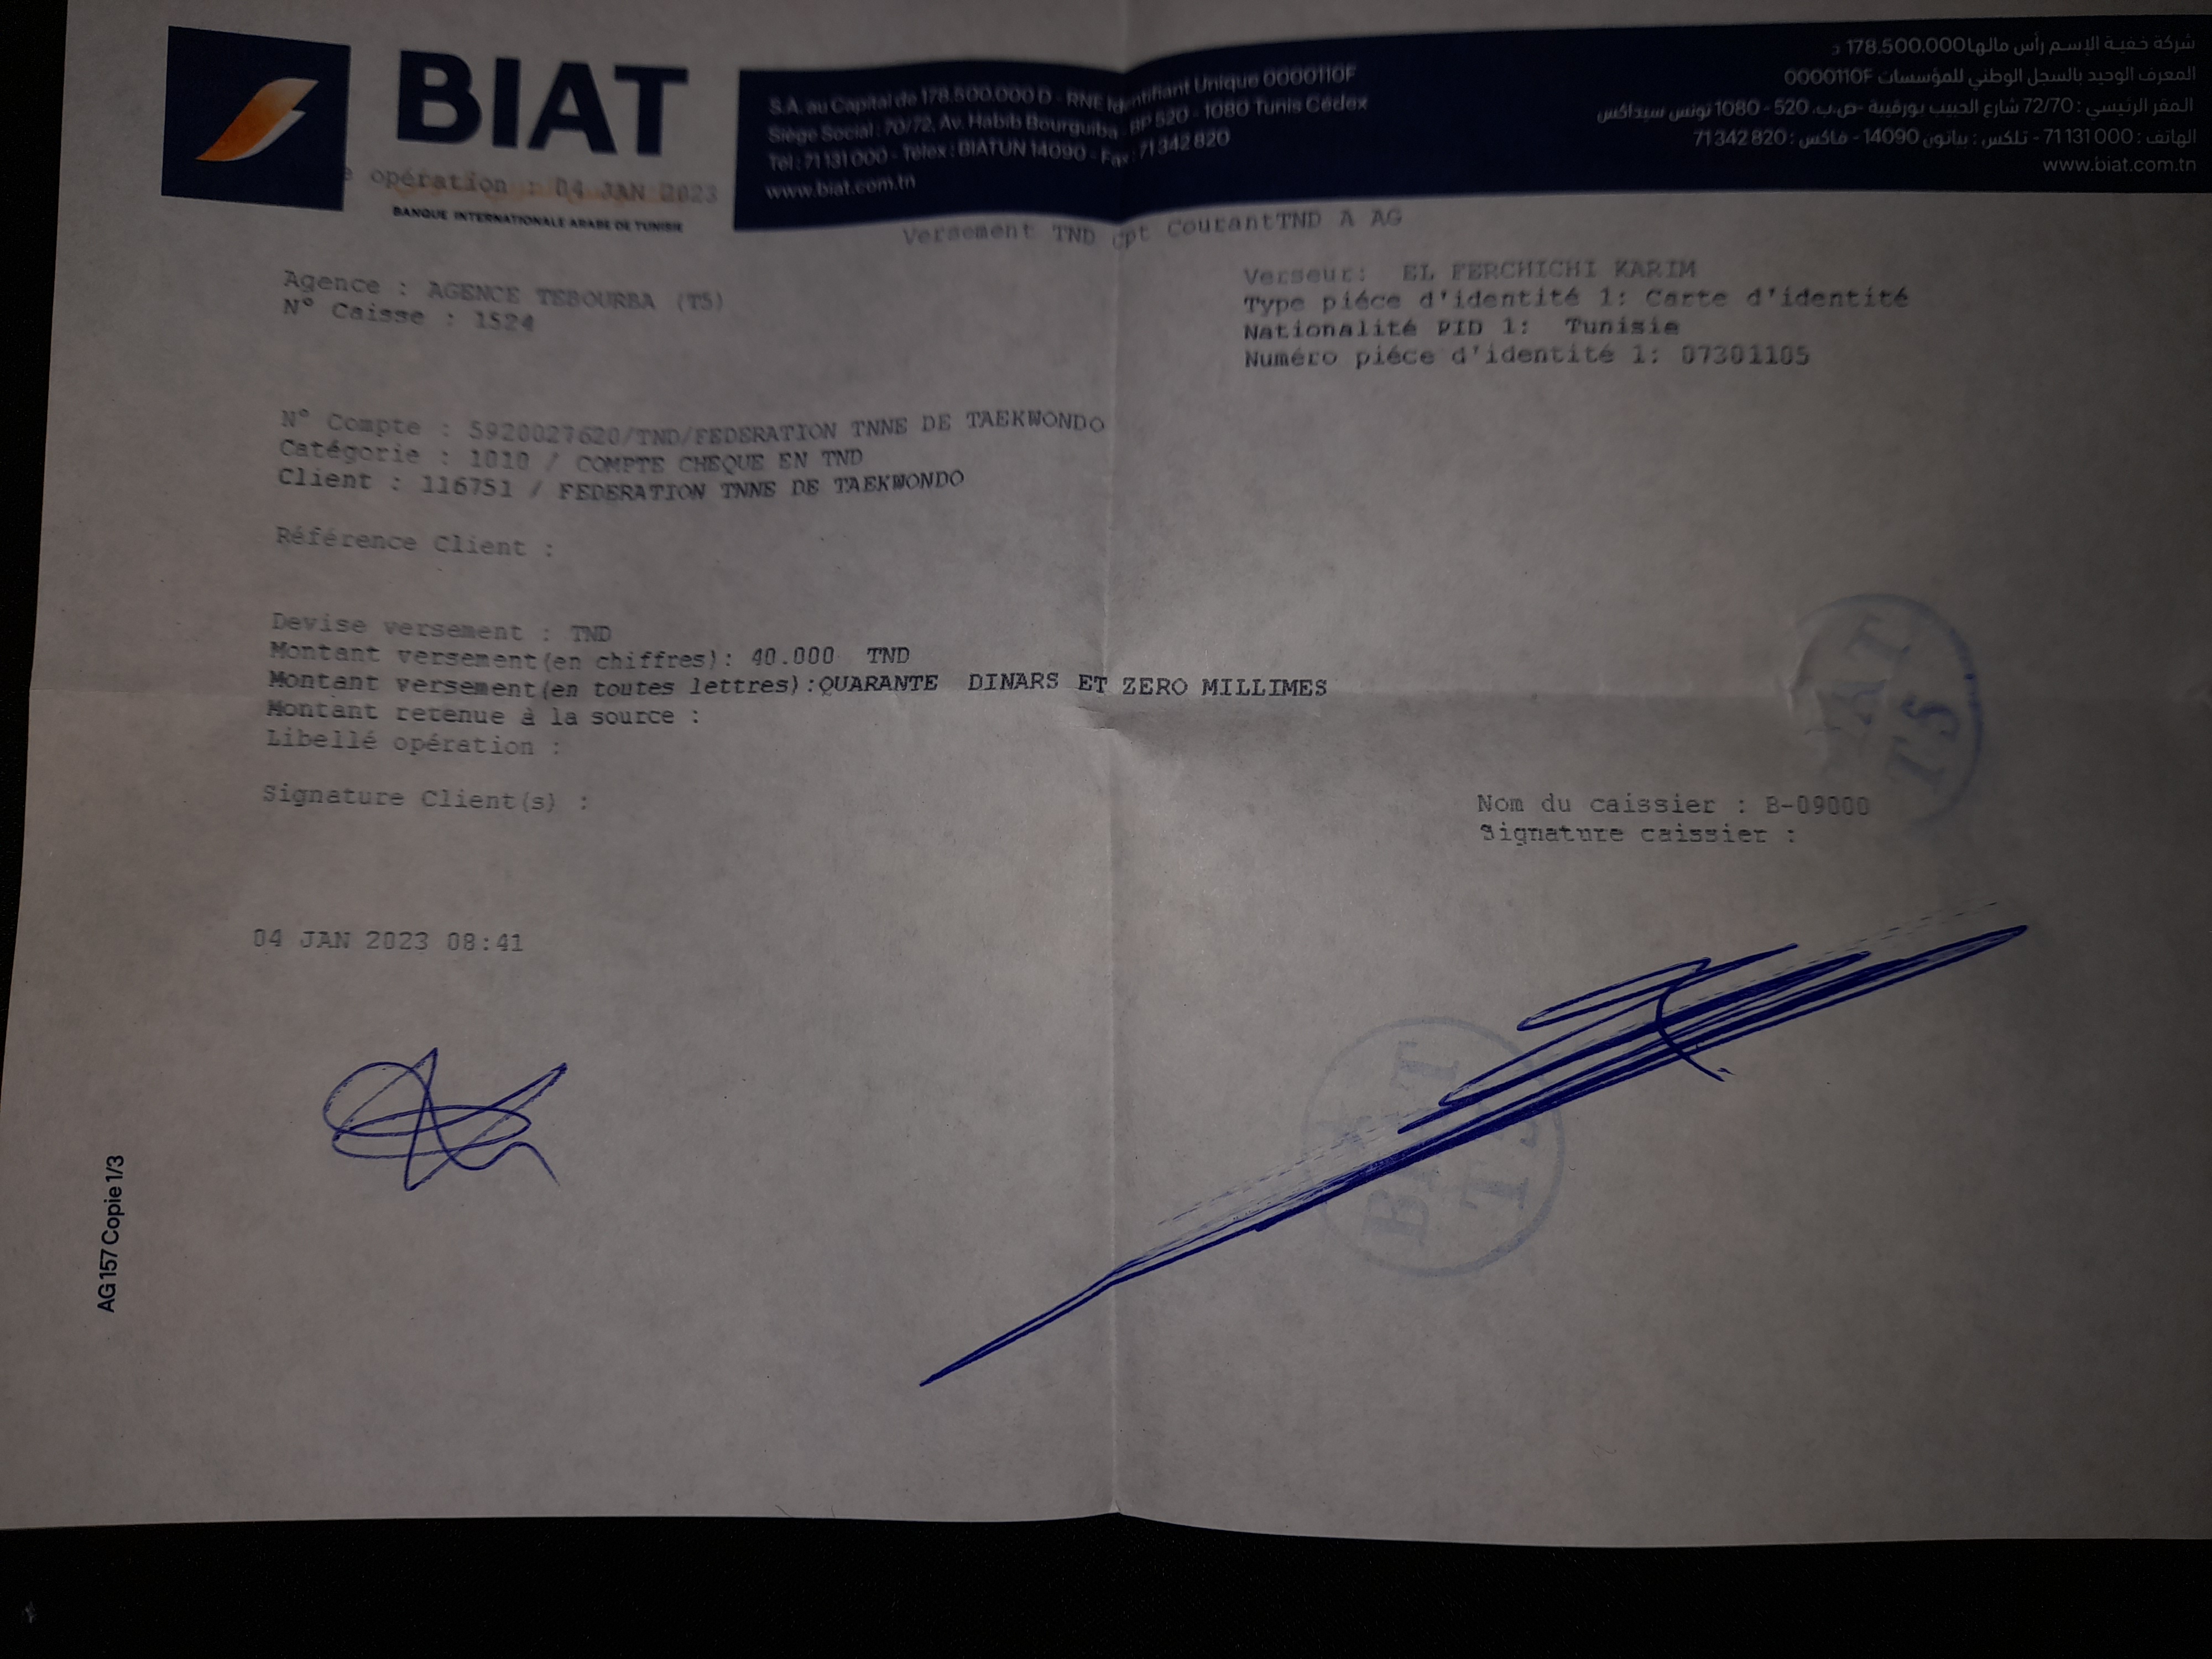 BIAT
opération : 04 JAN 2023
BANQUE INTERNATIONALE ARABE DE TUNISIE
S.A. au Capital de 178.500.000 D - RNE Identifiant Unique 0000110F
Siège Social : 70/72, Av. Habib Bourguiba - BP 520 - 1080 Tunis Cédex
Tél : 71 131 000 - Télex : BIATUN 14090 - Fax : 71 342 820
www.biat.com.tn
شركة خفية الإسم رأس مالها 178.500.000 د
المعرف الوحيد بالسجل الوطني للمؤسسات 0000110F
المقر الرئيسي : 72/70 شارع الحبيب بورقيبة -ص.ب. 520 - 1080 تونس سيداكس
الهاتف : 71 131 000 - تلكس : بياتون 14090 - فاكس : 71 342 820
www.biat.com.tn
Versement TND cpt CourantTND A AG
Agence : AGENCE TEBOURBA (T5)
N° Caisse : 1524
Verseur: EL FERCHICHI KARIM
Type piéce d'identité 1: Carte d'identité
Nationalité PID 1: Tunisie
Numéro piéce d'identité 1: 07301105
N° Compte : 5920027620/TND/FEDERATION TNNE DE TAEKWONDO
Catégorie : 1010 / COMPTE CHEQUE EN TND
Client : 116751 / FEDERATION TNNE DE TAEKWONDO
Référence Client :
Devise versement : TND
Montant versement(en chiffres): 40.000 TND
Montant versement(en toutes lettres):QUARANTE DINARS ET ZERO MILLIMES
Montant retenue à la source :
Libellé opération :
Signature Client(s) :
Nom du caissier : B-09000
Signature caissier :
04 JAN 2023 08:41
BIAT
T5
AG 157 Copie 1/3